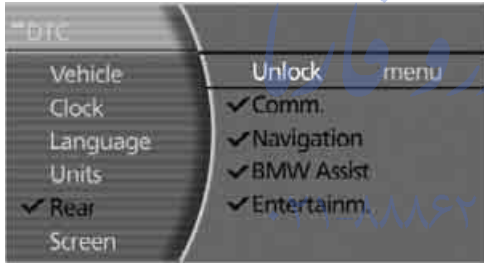 DTC
Vehicle
Clock
Language
Units
✓ Rear
Screen
Unlock menu
✓ Comm.
✓ Navigation
✓ BMW Assist
✓ Entertainm.